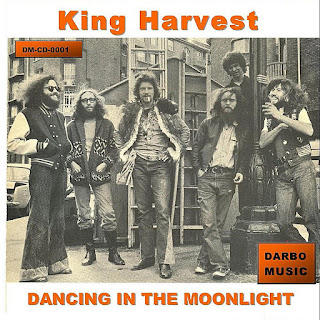 King Harvest
DM-CD-0001
DARBO
MUSIC
DANCING IN THE MOONLIGHT